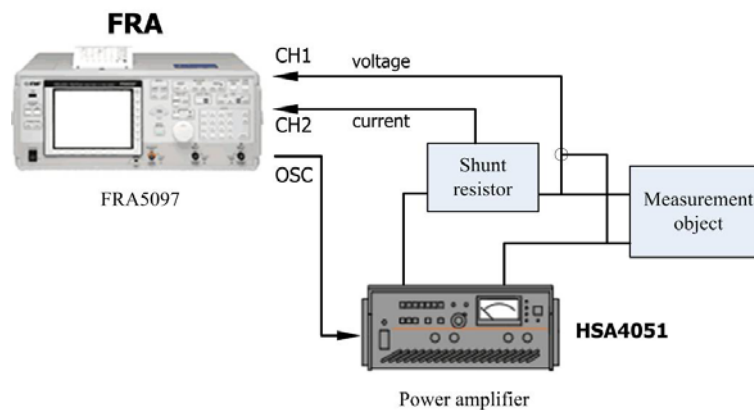 FRA
CH1
voltage
CH2
current
OSC
FRA5097
Shunt
resistor
Measurement
object
HSA4051
Power amplifier